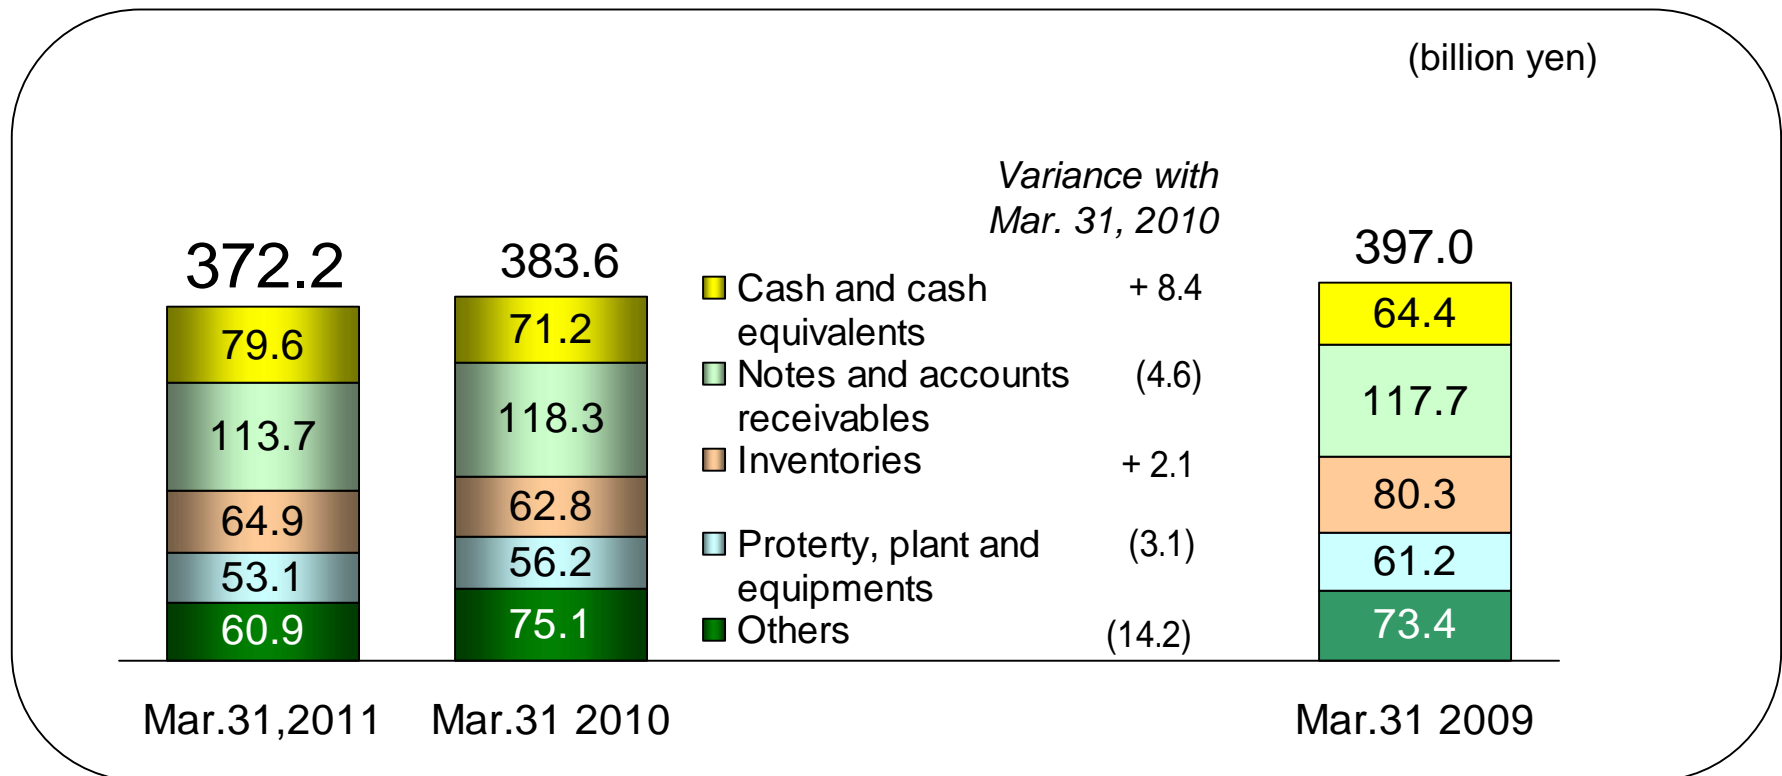 (billion yen)
Variance with
Mar. 31, 2010
372.2
383.6
397.0
79.6
113.7
64.9
53.1
60.9
71.2
118.3
62.8
56.2
75.1
Cash and cash + 8.4
equivalents
Notes and accounts (4.6)
receivables
Inventories + 2.1
Proterty, plant and (3.1)
equipments
Others (14.2)
64.4
117.7
80.3
61.2
73.4
Mar.31,2011
Mar.31 2010
Mar.31 2009